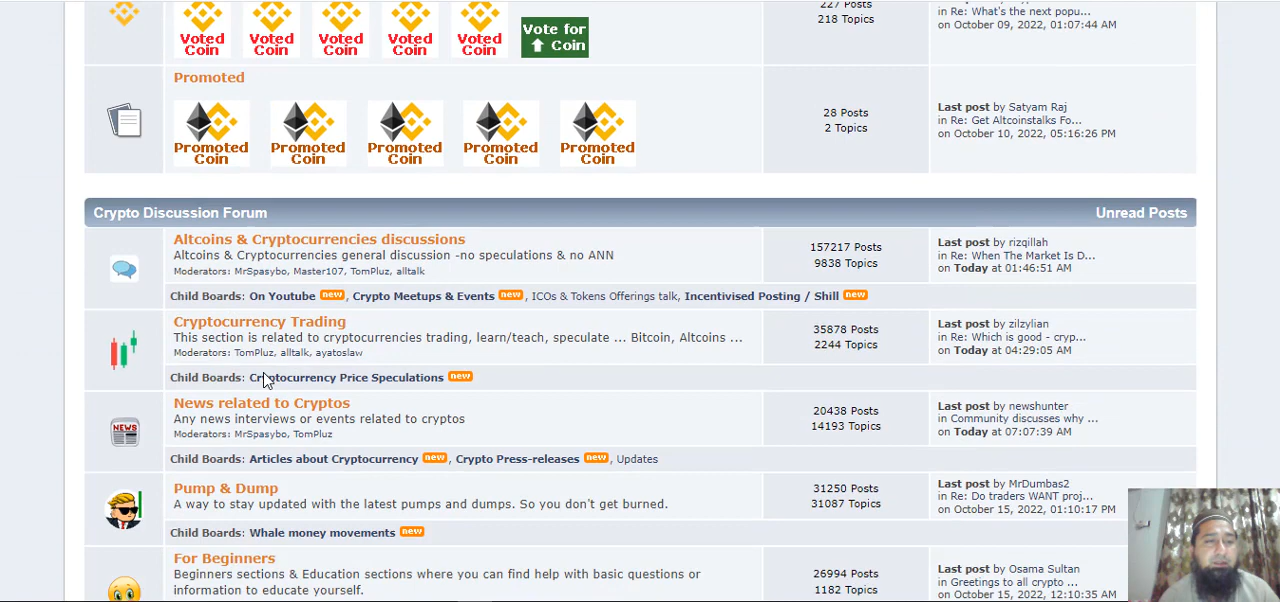 227 Posts
218 Topics
in Re: What's the next popu...
on October 09, 2022, 01:07:44 AM
Voted Coin
Voted Coin
Voted Coin
Voted Coin
Voted Coin
Vote for
Coin
Promoted
Promoted Coin
Promoted Coin
Promoted Coin
Promoted Coin
Promoted Coin
28 Posts
2 Topics
Last post by Satyam Raj
in Re: Get Altcoinstalks Fo...
on October 10, 2022, 05:16:26 PM
Crypto Discussion Forum
Unread Posts
Altcoins & Cryptocurrencies discussions
Altcoins & Cryptocurrencies general discussion -no speculations & no ANN
Moderators: MrSpasybo, Master107, TomPluz, alltalk
157217 Posts
9838 Topics
Last post by rizqillah
in Re: When The Market Is D...
on Today at 01:46:51 AM
Child Boards: On Youtube new, Crypto Meetups & Events new, ICOs & Tokens Offerings talk, Incentivised Posting / Shill new
Cryptocurrency Trading
This section is related to cryptocurrencies trading, learn/teach, speculate ... Bitcoin, Altcoins ...
Moderators: TomPluz, alltalk, ayatoslaw
35878 Posts
2244 Topics
Last post by zilzylian
in Re: Which is good - cryp...
on Today at 04:29:05 AM
Child Boards: Cryptocurrency Price Speculations new
NEWS
News related to Cryptos
Any news interviews or events related to cryptos
Moderators: MrSpasybo, TomPluz
20438 Posts
14193 Topics
Last post by newshunter
in Community discusses why ...
on Today at 07:07:39 AM
Child Boards: Articles about Cryptocurrency new, Crypto Press-releases new, Updates
Pump & Dump
A way to stay updated with the latest pumps and dumps. So you don't get burned.
31250 Posts
31087 Topics
Last post by MrDumbas2
in Re: Do traders WANT proj...
on October 15, 2022, 01:10:17 PM
Child Boards: Whale money movements new
For Beginners
Beginners sections & Education sections where you can find help with basic questions or
information to educate yourself.
26994 Posts
1182 Topics
Last post by Osama Sultan
in Greetings to all crypto ...
on October 15, 2022, 12:10:35 AM